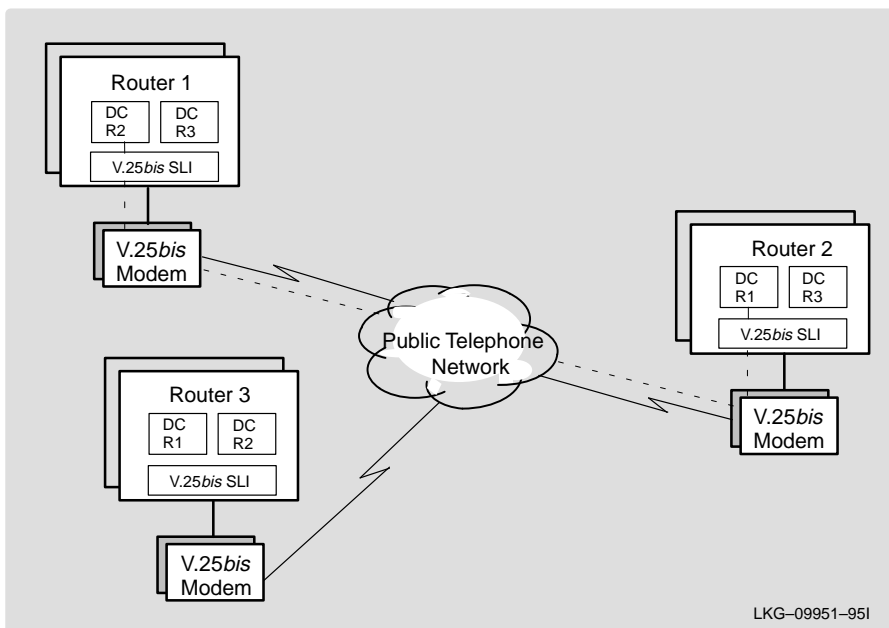 Router 1
DC
R2
DC
R3
V.25bis SLI
V.25bis
Modem
Router 2
DC
R1
DC
R3
V.25bis SLI
V.25bis
Modem
Public Telephone
Network
Router 3
DC
R1
DC
R2
V.25bis SLI
V.25bis
Modem
LKG–09951–95I